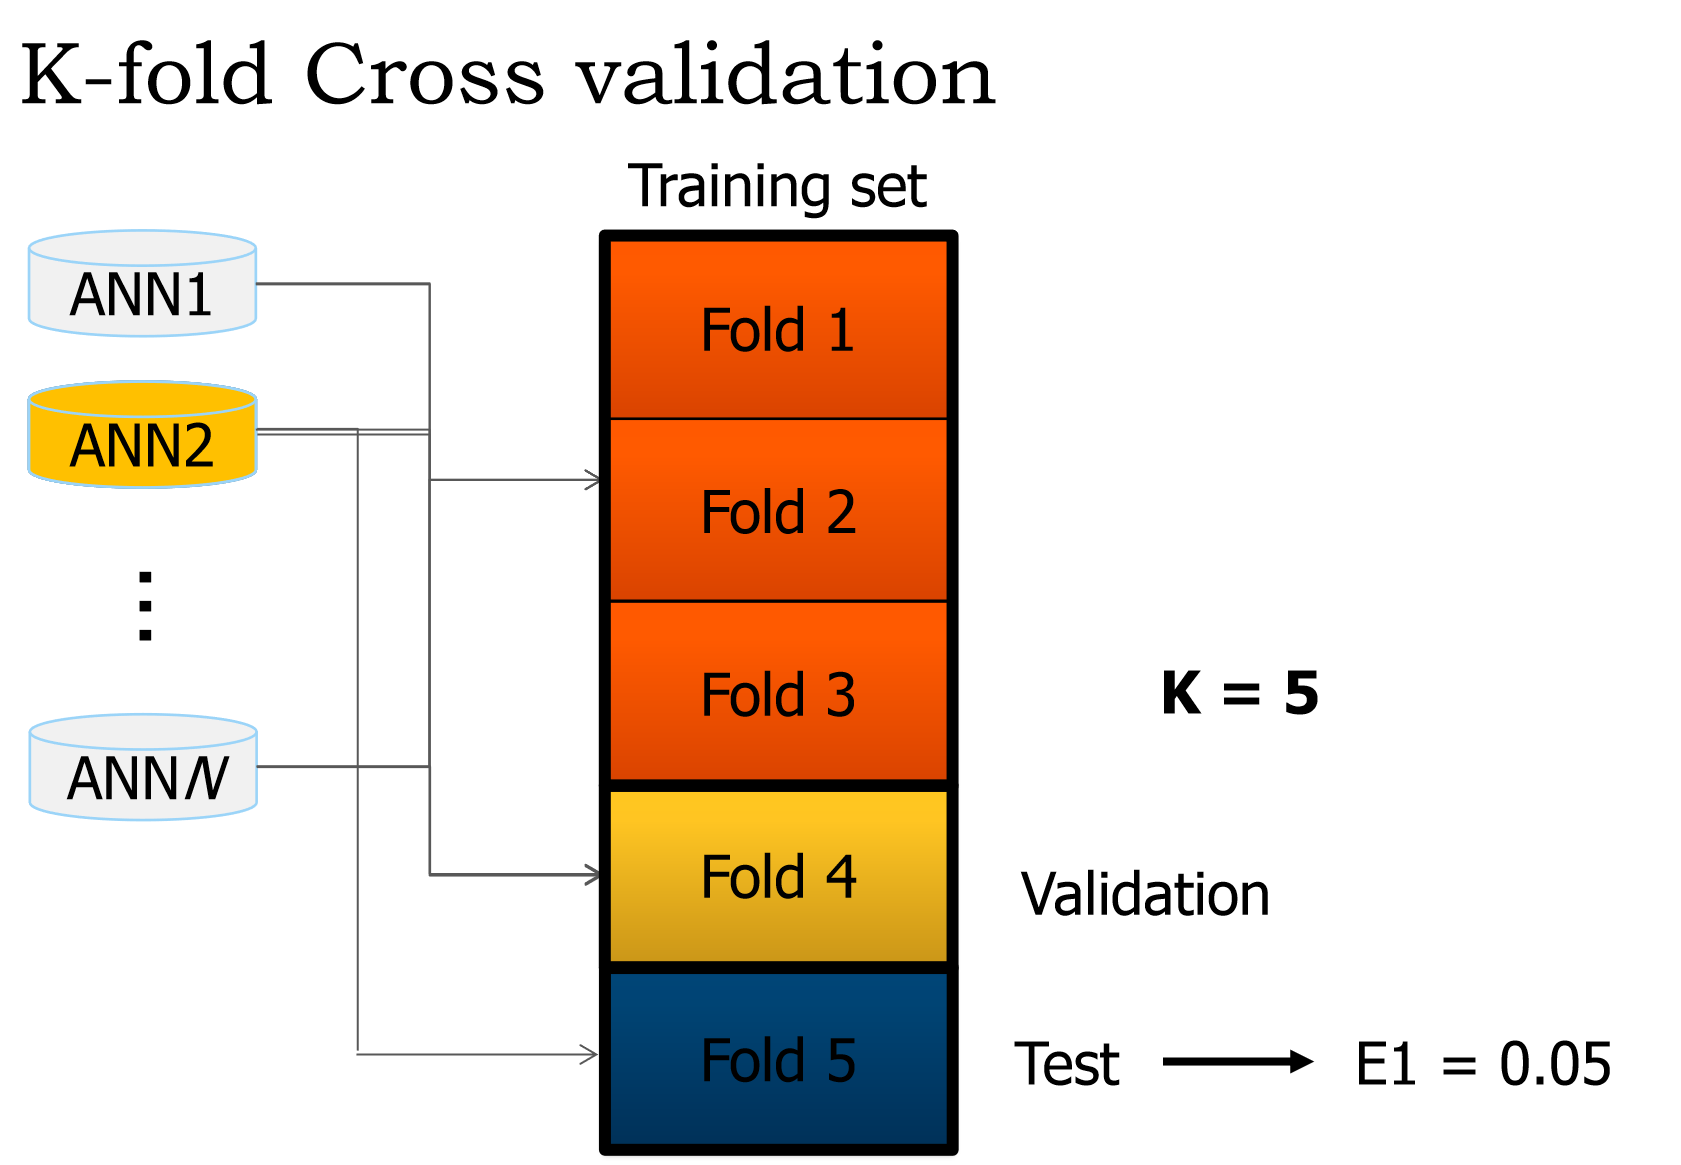 K-fold Cross validation
Training set
ANN1
ANN2
⋮
ANNN
Fold 1
Fold 2
Fold 3
K = 5
Fold 4
Validation
Fold 5
Test
E1 = 0.05